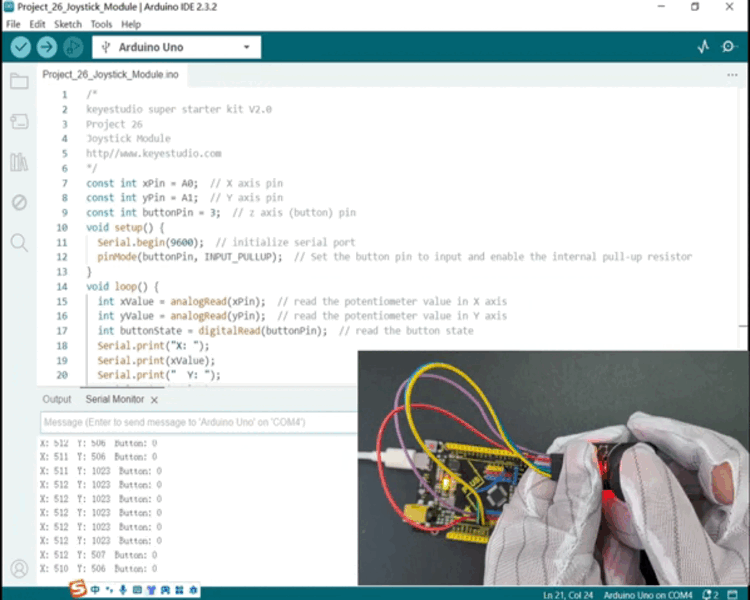 Project_26_Joystick_Module | Arduino IDE 2.3.2
File Edit Sketch Tools Help
Arduino Uno
Project_26_Joystick_Module.ino
1 /*
2 keyestudio super starter kit V2.0
3 Project 26
4 Joystick Module
5 http//www.keyestudio.com
6 */
7 const int xPin = A0; // X axis pin
8 const int yPin = A1; // Y axis pin
9 const int buttonPin = 3; // z axis (button) pin
10 void setup() {
11 Serial.begin(9600); // initialize serial port
12 pinMode(buttonPin, INPUT_PULLUP); // Set the button pin to input and enable the internal pull-up resistor
13 }
14 void loop() {
15 int xValue = analogRead(xPin); // read the potentiometer value in X axis
16 int yValue = analogRead(yPin); // read the potentiometer value in Y axis
17 int buttonState = digitalRead(buttonPin); // read the button state
18 Serial.print("X: ");
19 Serial.print(xValue);
20 Serial.print(" Y: ");
Output Serial Monitor
Message (Enter to send message to 'Arduino Uno' on 'COM4')
X: 512 Y: 506 Button: 0
X: 511 Y: 506 Button: 0
X: 511 Y: 1023 Button: 0
X: 512 Y: 1023 Button: 0
X: 512 Y: 1023 Button: 0
X: 512 Y: 1023 Button: 0
X: 512 Y: 1023 Button: 0
X: 512 Y: 1023 Button: 0
X: 512 Y: 507 Button: 0
X: 510 Y: 506 Button: 0
中
Ln 21, Col 24 Arduino Uno on COM4 2